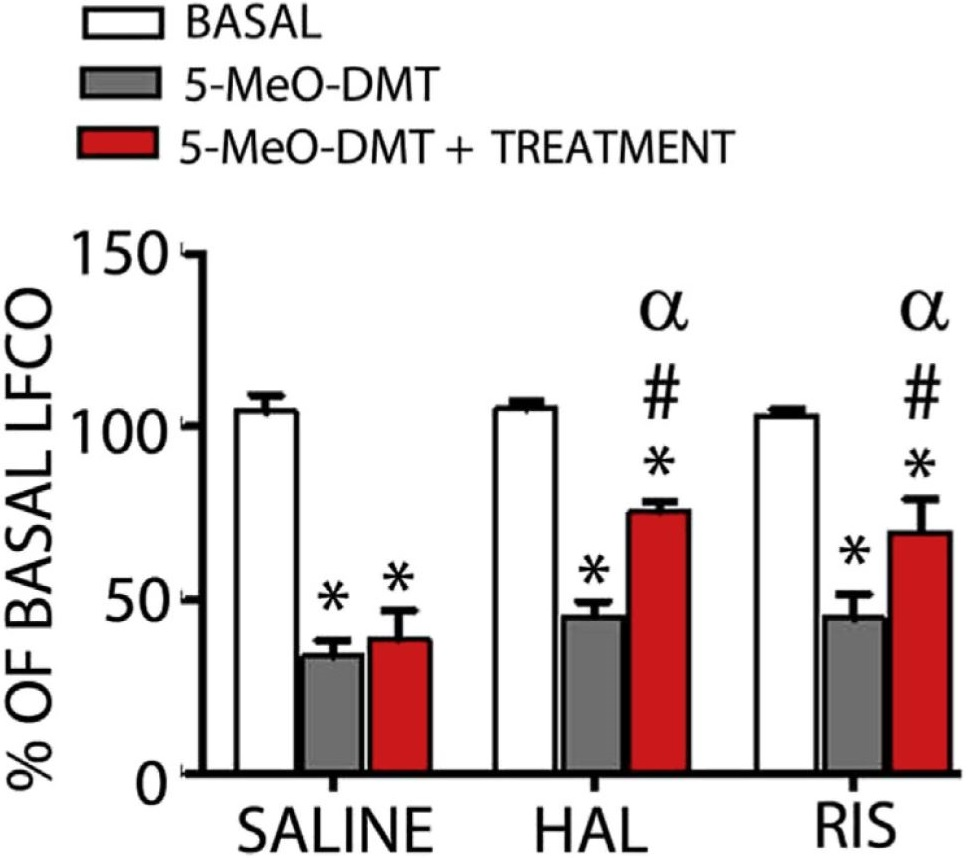 BASAL
5-MeO-DMT
5-MeO-DMT + TREATMENT
% OF BASAL LFCO
150
100
50
0
α α
# #
* *
* * * *
SALINE HAL RIS